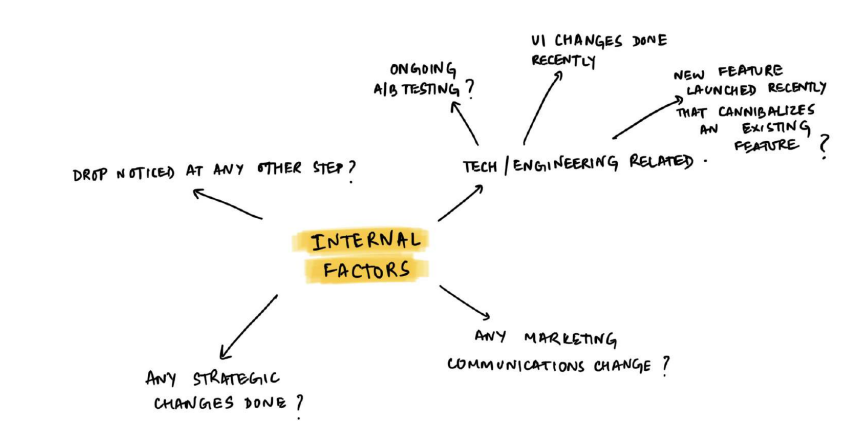 UI CHANGES DONE
RECENTLY
ONGOING
A/B TESTING?
NEW FEATURE
LAUNCHED RECENTLY
THAT CANNIBALIZES
AN EXISTING
FEATURE ?
TECH/ENGINEERING RELATED.
DROP NOTICED AT ANY OTHER STEP?
INTERNAL
FACTORS
ANY MARKETING
COMMUNICATIONS CHANGE?
ANY STRATEGIC
CHANGES DONE?